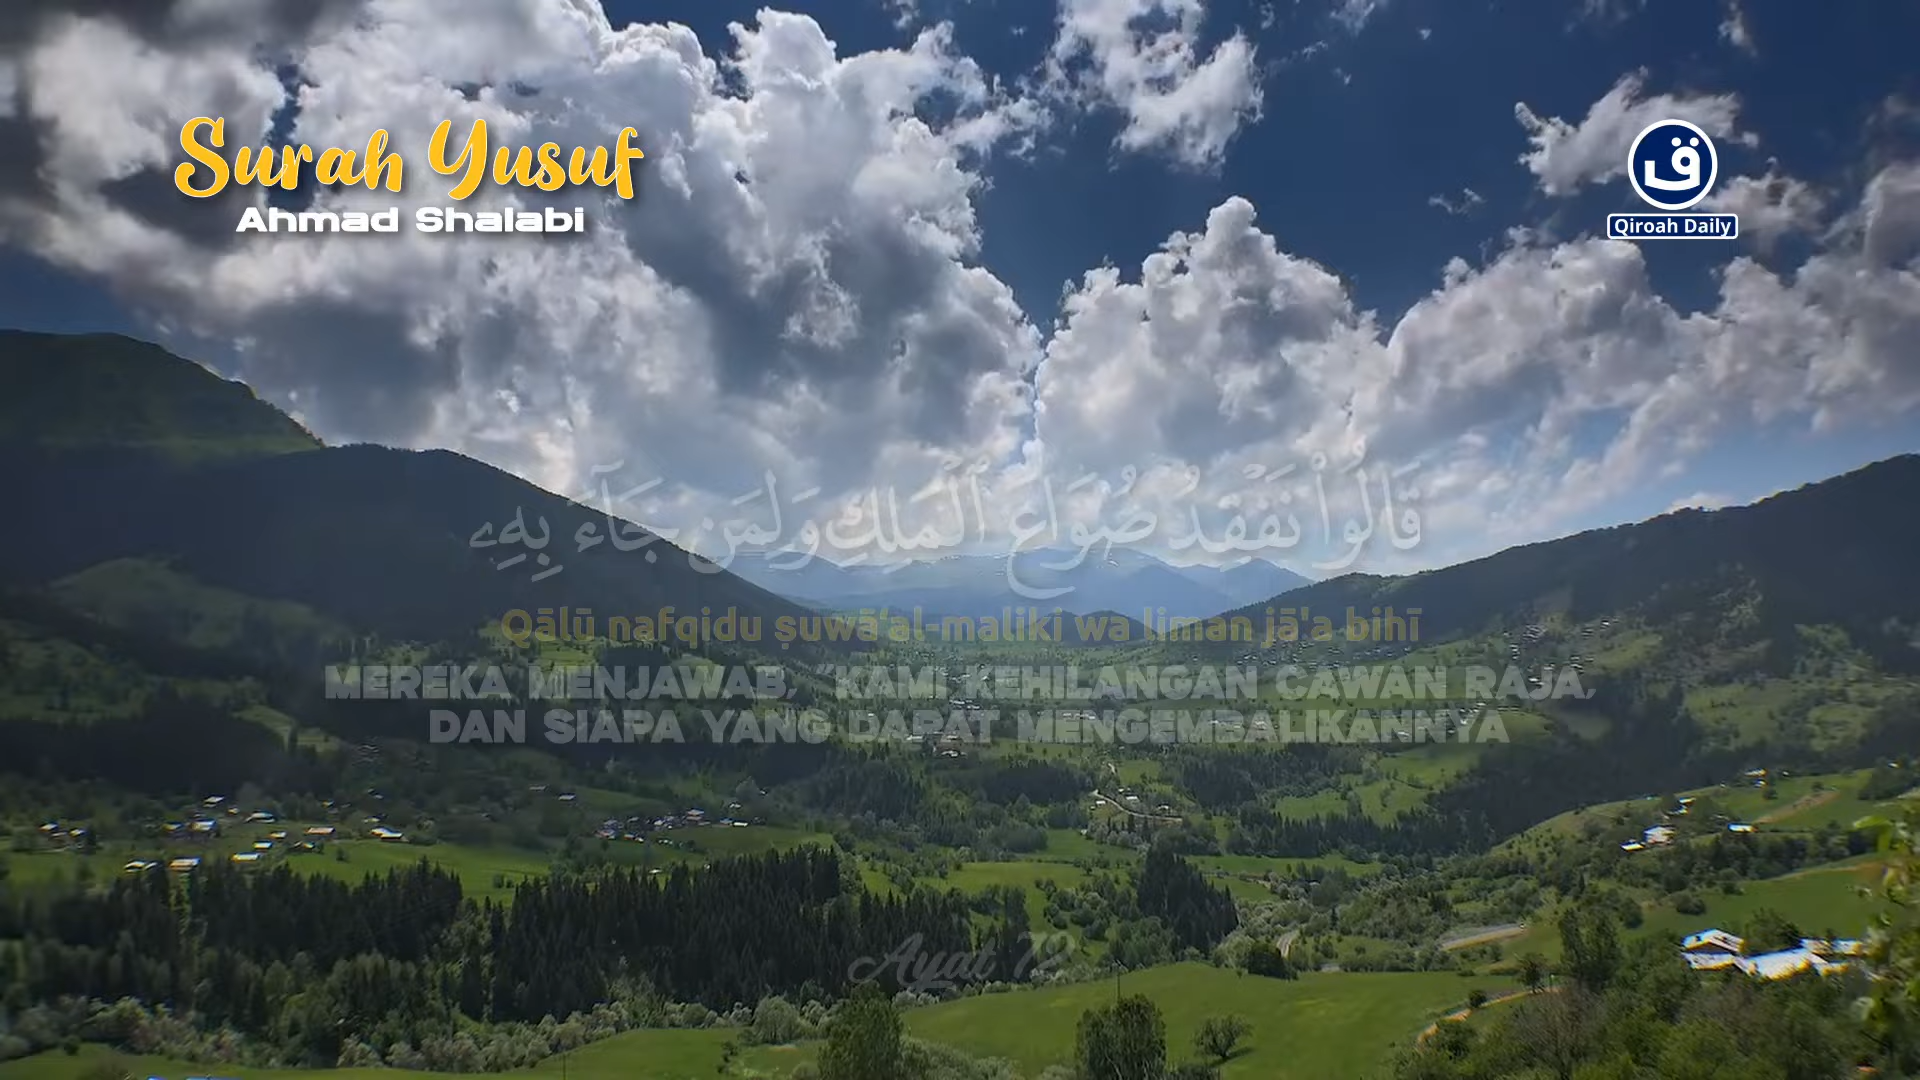 Surah Yusuf
Ahmad Shalabi
ق
Qiroah Daily
قَالُوا۟ نَفْقِدُ صُوَاعَ ٱلْمَلِكِ وَلِمَن جَآءَ بِهِۦ
Qālū nafqidu ṣuwā'al-maliki wa liman jā'a bihī
MEREKA MENJAWAB, "KAMI KEHILANGAN CAWAN RAJA,
DAN SIAPA YANG DAPAT MENGEMBALIKANNYA
Ayat 72